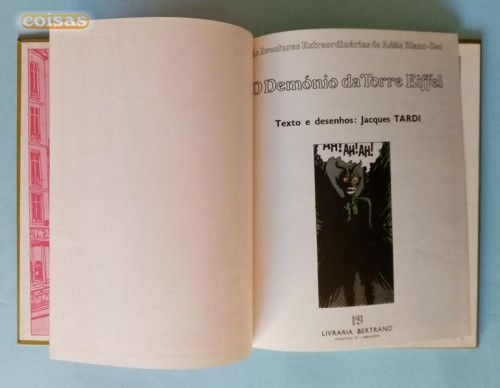 coisas
As Aventuras Extraordinárias de Adèle Blanc-Sec
O Demónio da Torre Eiffel
Texto e desenhos: Jacques TARDI
AH! AH! AH!
LIVRARIA BERTRAND